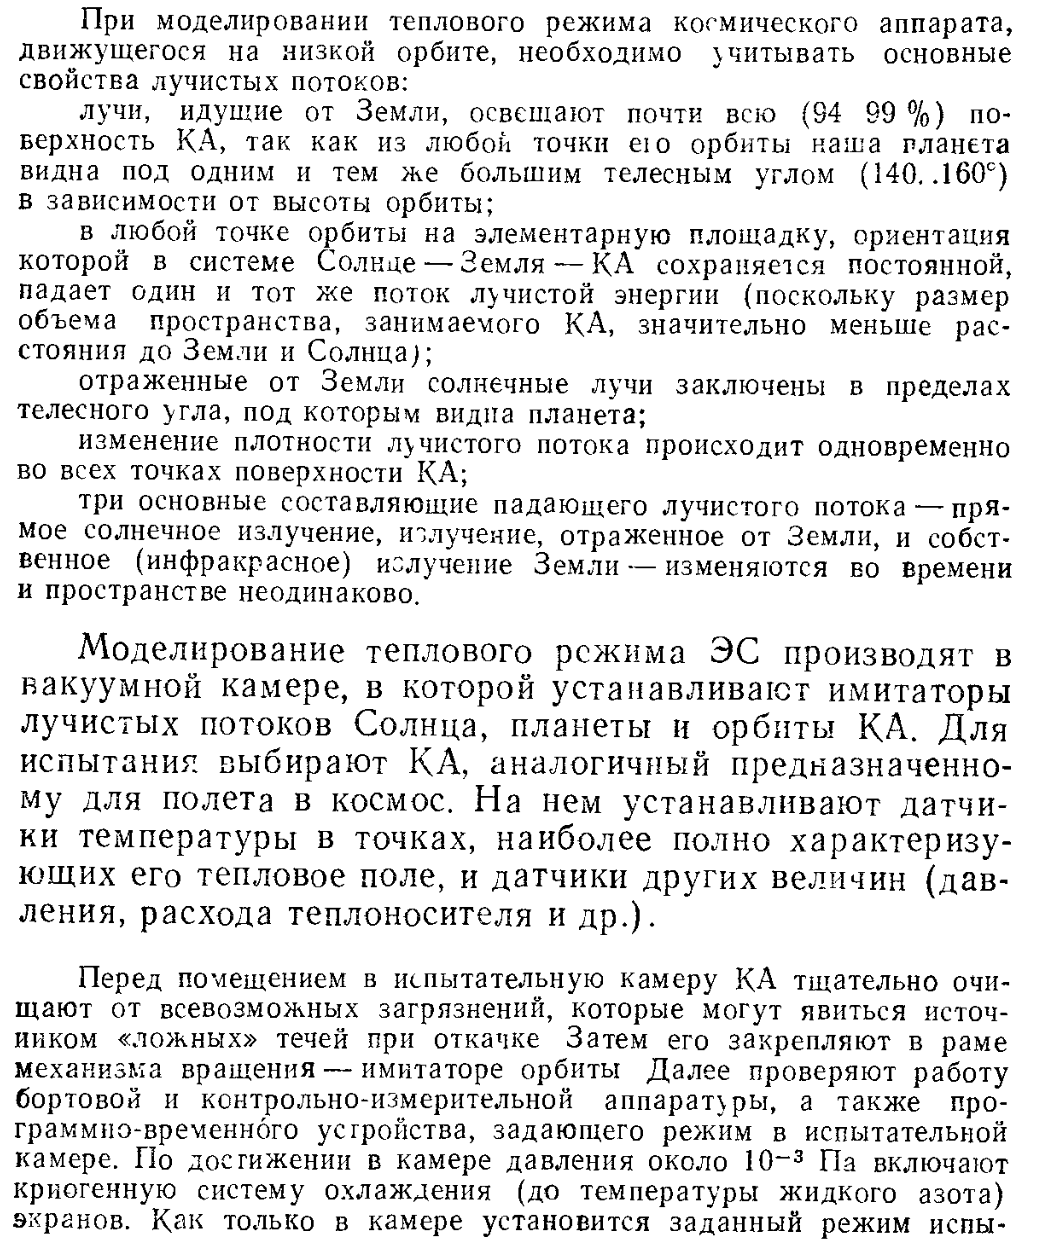 При моделировании теплового режима космического аппарата,
движущегося на низкой орбите, необходимо учитывать основные
свойства лучистых потоков:
лучи, идущие от Земли, освещают почти всю (94 99 %) по-
верхность КА, так как из любой точки его орбиты наша планета
видна под одним и тем же большим телесным углом (140. .160°)
в зависимости от высоты орбиты;
в любой точке орбиты на элементарную площадку, ориентация
которой в системе Солнце — Земля — КА сохраняется постоянной,
падает один и тот же поток лучистой энергии (поскольку размер
объема пространства, занимаемого КА, значительно меньше рас-
стояния до Земли и Солнца);
отраженные от Земли солнечные лучи заключены в пределах
телесного угла, под которым видна планета;
изменение плотности лучистого потока происходит одновременно
во всех точках поверхности КА;
три основные составляющие падающего лучистого потока — пря-
мое солнечное излучение, излучение, отраженное от Земли, и собст-
венное (инфракрасное) излучение Земли — изменяются во времени
и пространстве неодинаково.
Моделирование теплового режима ЭС производят в
вакуумной камере, в которой устанавливают имитаторы
лучистых потоков Солнца, планеты и орбиты КА. Для
испытания выбирают КА, аналогичный предназначенно-
му для полета в космос. На нем устанавливают датчи-
ки температуры в точках, наиболее полно характеризу-
ющих его тепловое поле, и датчики других величин (дав-
ления, расхода теплоносителя и др.).
Перед помещением в испытательную камеру КА тщательно очи-
щают от всевозможных загрязнений, которые могут явиться источ-
ником «ложных» течей при откачке Затем его закрепляют в раме
механизма вращения — имитаторе орбиты Далее проверяют работу
бортовой и контрольно-измерительной аппаратуры, а также про-
граммно-временно́го устройства, задающего режим в испытательной
камере. По достижении в камере давления около 10⁻³ Па включают
криогенную систему охлаждения (до температуры жидкого азота)
экранов. Как только в камере установится заданный режим испы-